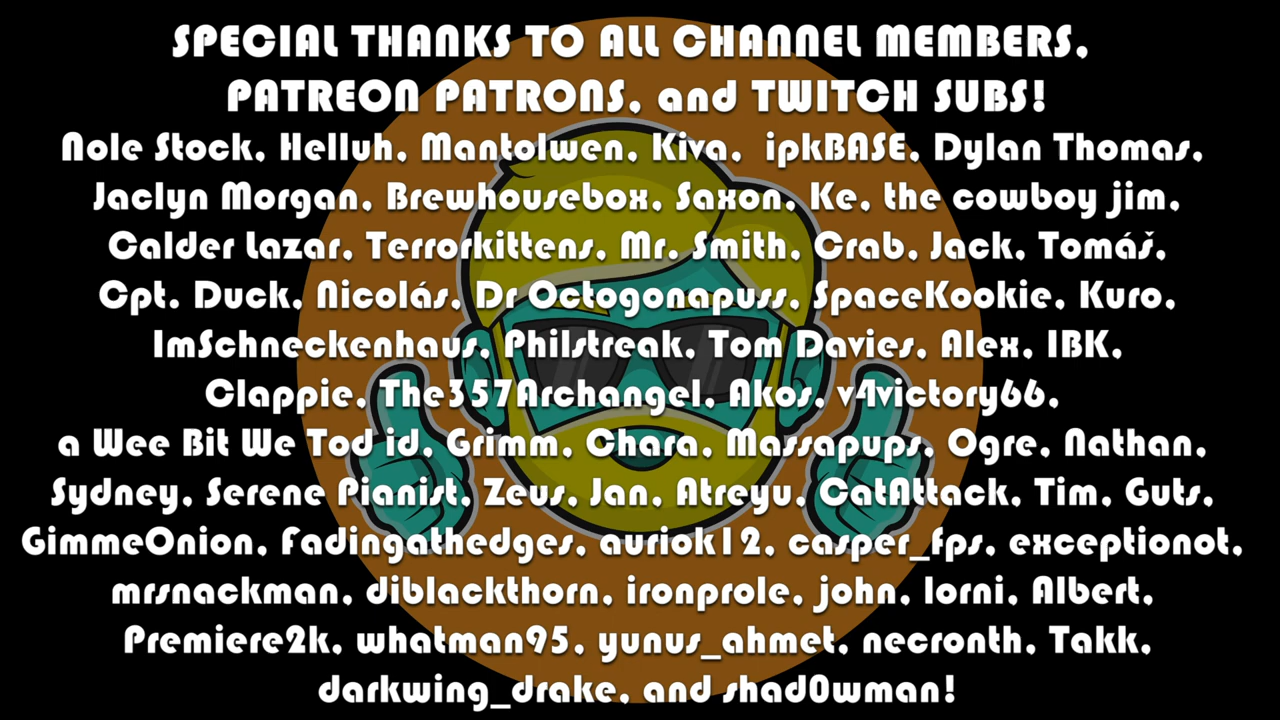 SPECIAL THANKS TO ALL CHANNEL MEMBERS,
PATREON PATRONS, and TWITCH SUBS!
Nole Stock, Helluh, Mantolwen, Kiva, ipkBASE, Dylan Thomas,
Jaclyn Morgan, Brewhousebox, Saxon, Ke, the cowboy jim,
Calder Lazar, Terrorkittens, Mr. Smith, Crab, Jack, Tomáš,
Cpt. Duck, Nicolás, Dr Octogonapuss, SpaceKookie, Kuro,
ImSchneckenhaus, Philstreak, Tom Davies, Alex, IBK,
Clappie, The357Archangel, Akos, v4victory66,
a Wee Bit We Tod id, Grimm, Chara, Massapups, Ogre, Nathan,
Sydney, Serene Pianist, Zeus, Jan, Atreyu, CatAttack, Tim, Guts,
GimmeOnion, Fadingathedges, auriok12, casper_fps, exceptionot,
mrsnackman, diblackthorn, ironprole, john, lorni, Albert,
Premiere2k, whatman95, yunus_ahmet, necronth, Takk,
darkwing_drake, and shad0wman!